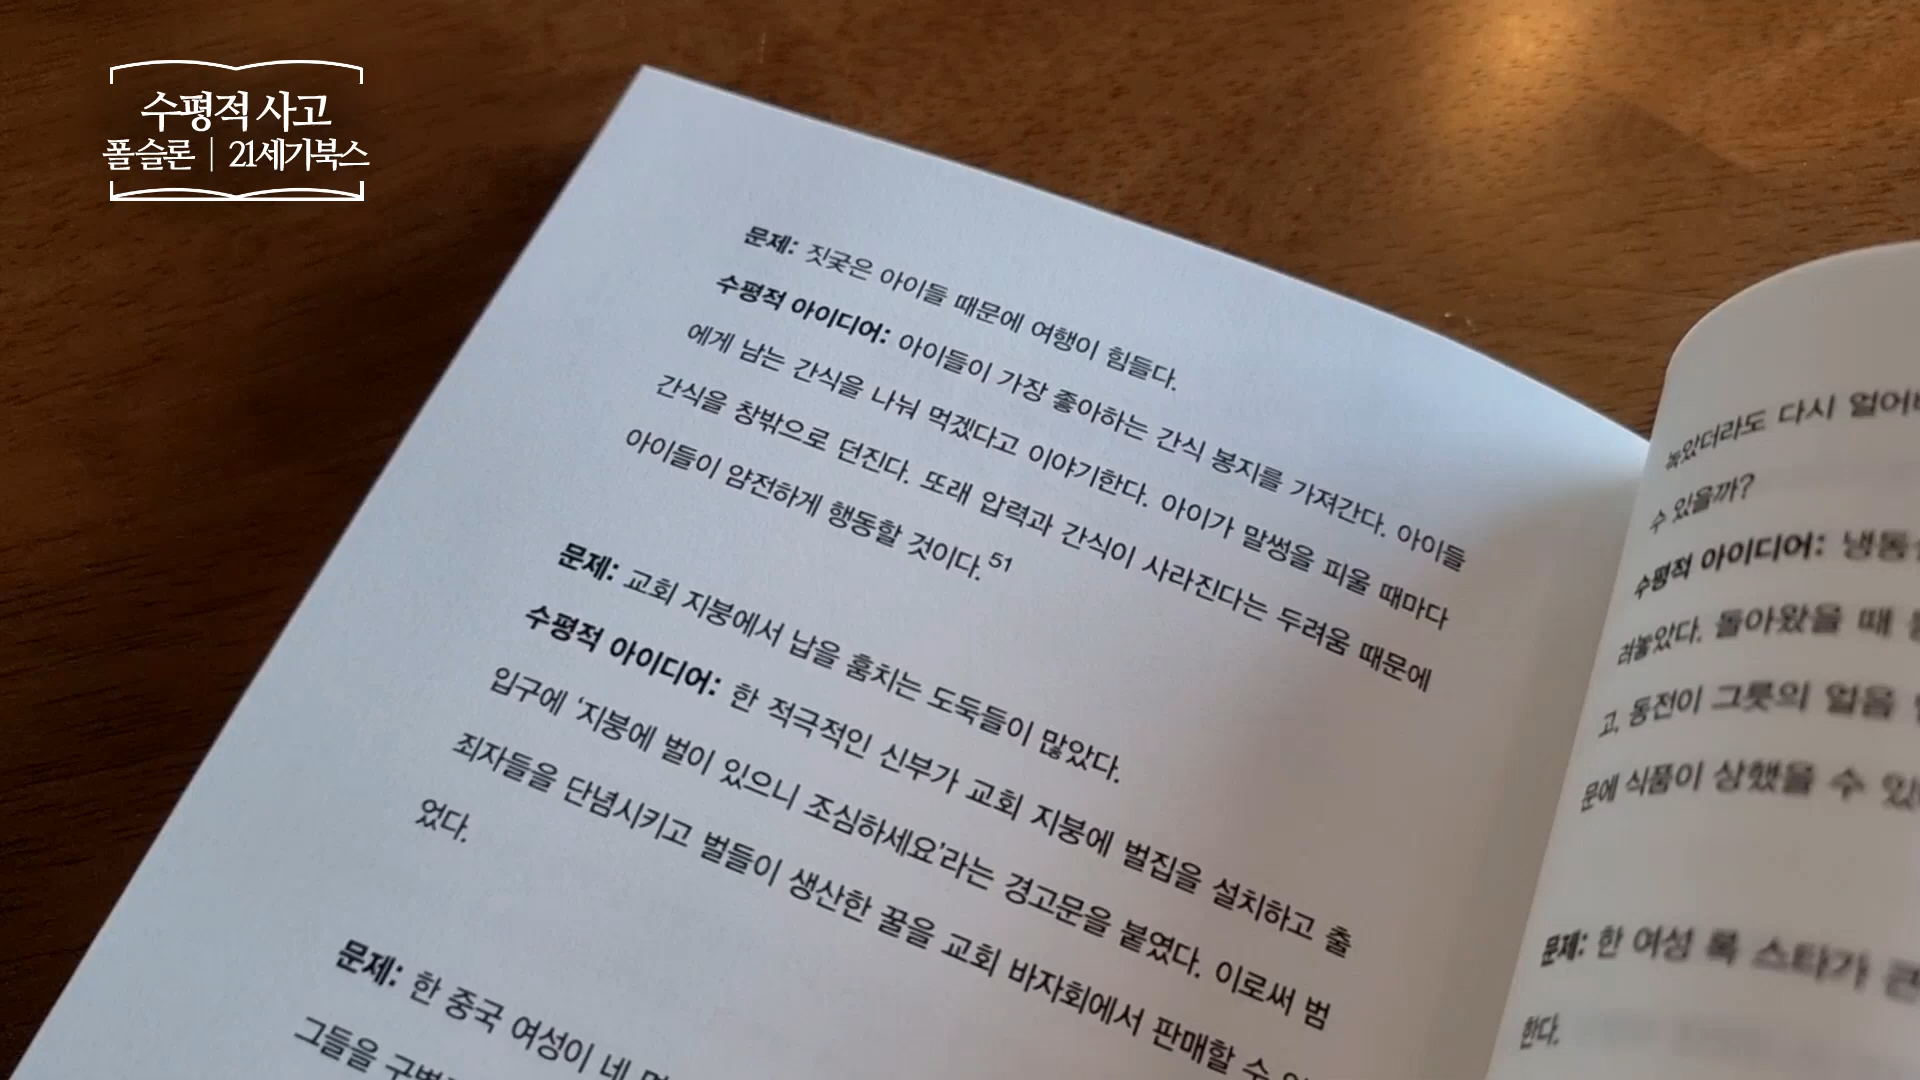 수평적 사고
폴 슬론 | 21세기북스
문제: 짓궂은 아이들 때문에 여행이 힘들다.
수평적 아이디어: 아이들이 가장 좋아하는 간식 봉지를 가져간다. 아이들
에게 남는 간식을 나눠 먹겠다고 이야기한다. 아이가 말썽을 피울 때마다
간식을 창밖으로 던진다. 또래 압력과 간식이 사라진다는 두려움 때문에
아이들이 얌전하게 행동할 것이다.51
문제: 교회 지붕에서 납을 훔치는 도둑들이 많았다.
수평적 아이디어: 한 적극적인 신부가 교회 지붕에 벌집을 설치하고 출
입구에 ‘지붕에 벌이 있으니 조심하세요’라는 경고문을 붙였다. 이로써 범
죄자들을 단념시키고 벌들이 생산한 꿀을 교회 바자회에서 판매할 수
었다.
문제: 한 중국 여성이 네
그들을
다시
수 있을까?
수평적 아이디어:
돌아왔을 때
고, 동전이 그릇의 얼음
문에 식품이 상했을 수
문제: 한 여성 록 스타가
한다.